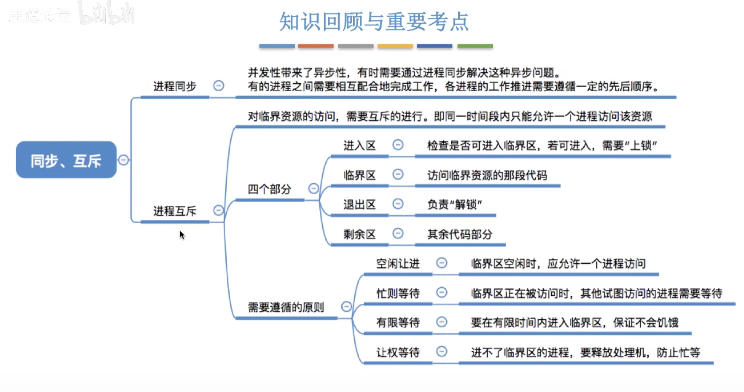 知识回顾与重要考点
并发性带来了异步性，有时需要通过进程同步解决这种异步问题。
进程同步
有的进程之间需要相互配合地完成工作，各进程的工作推进需要遵循一定的先后顺序。
对临界资源的访问，需要互斥的进行。即同一时间段内只能允许一个进程访问该资源
同步、互斥
进程互斥
四个部分
进入区
检查是否可进入临界区，若可进入，需要“上锁”
临界区
访问临界资源的那段代码
退出区
负责“解锁”
剩余区
其余代码部分
需要遵循的原则
空闲让进
临界区空闲时，应允许一个进程访问
忙则等待
临界区正在被访问时，其他试图访问的进程需要等待
有限等待
要在有限时间内进入临界区，保证不会饥饿
让权等待
进不了临界区的进程，要释放处理机，防止忙等
bilibili